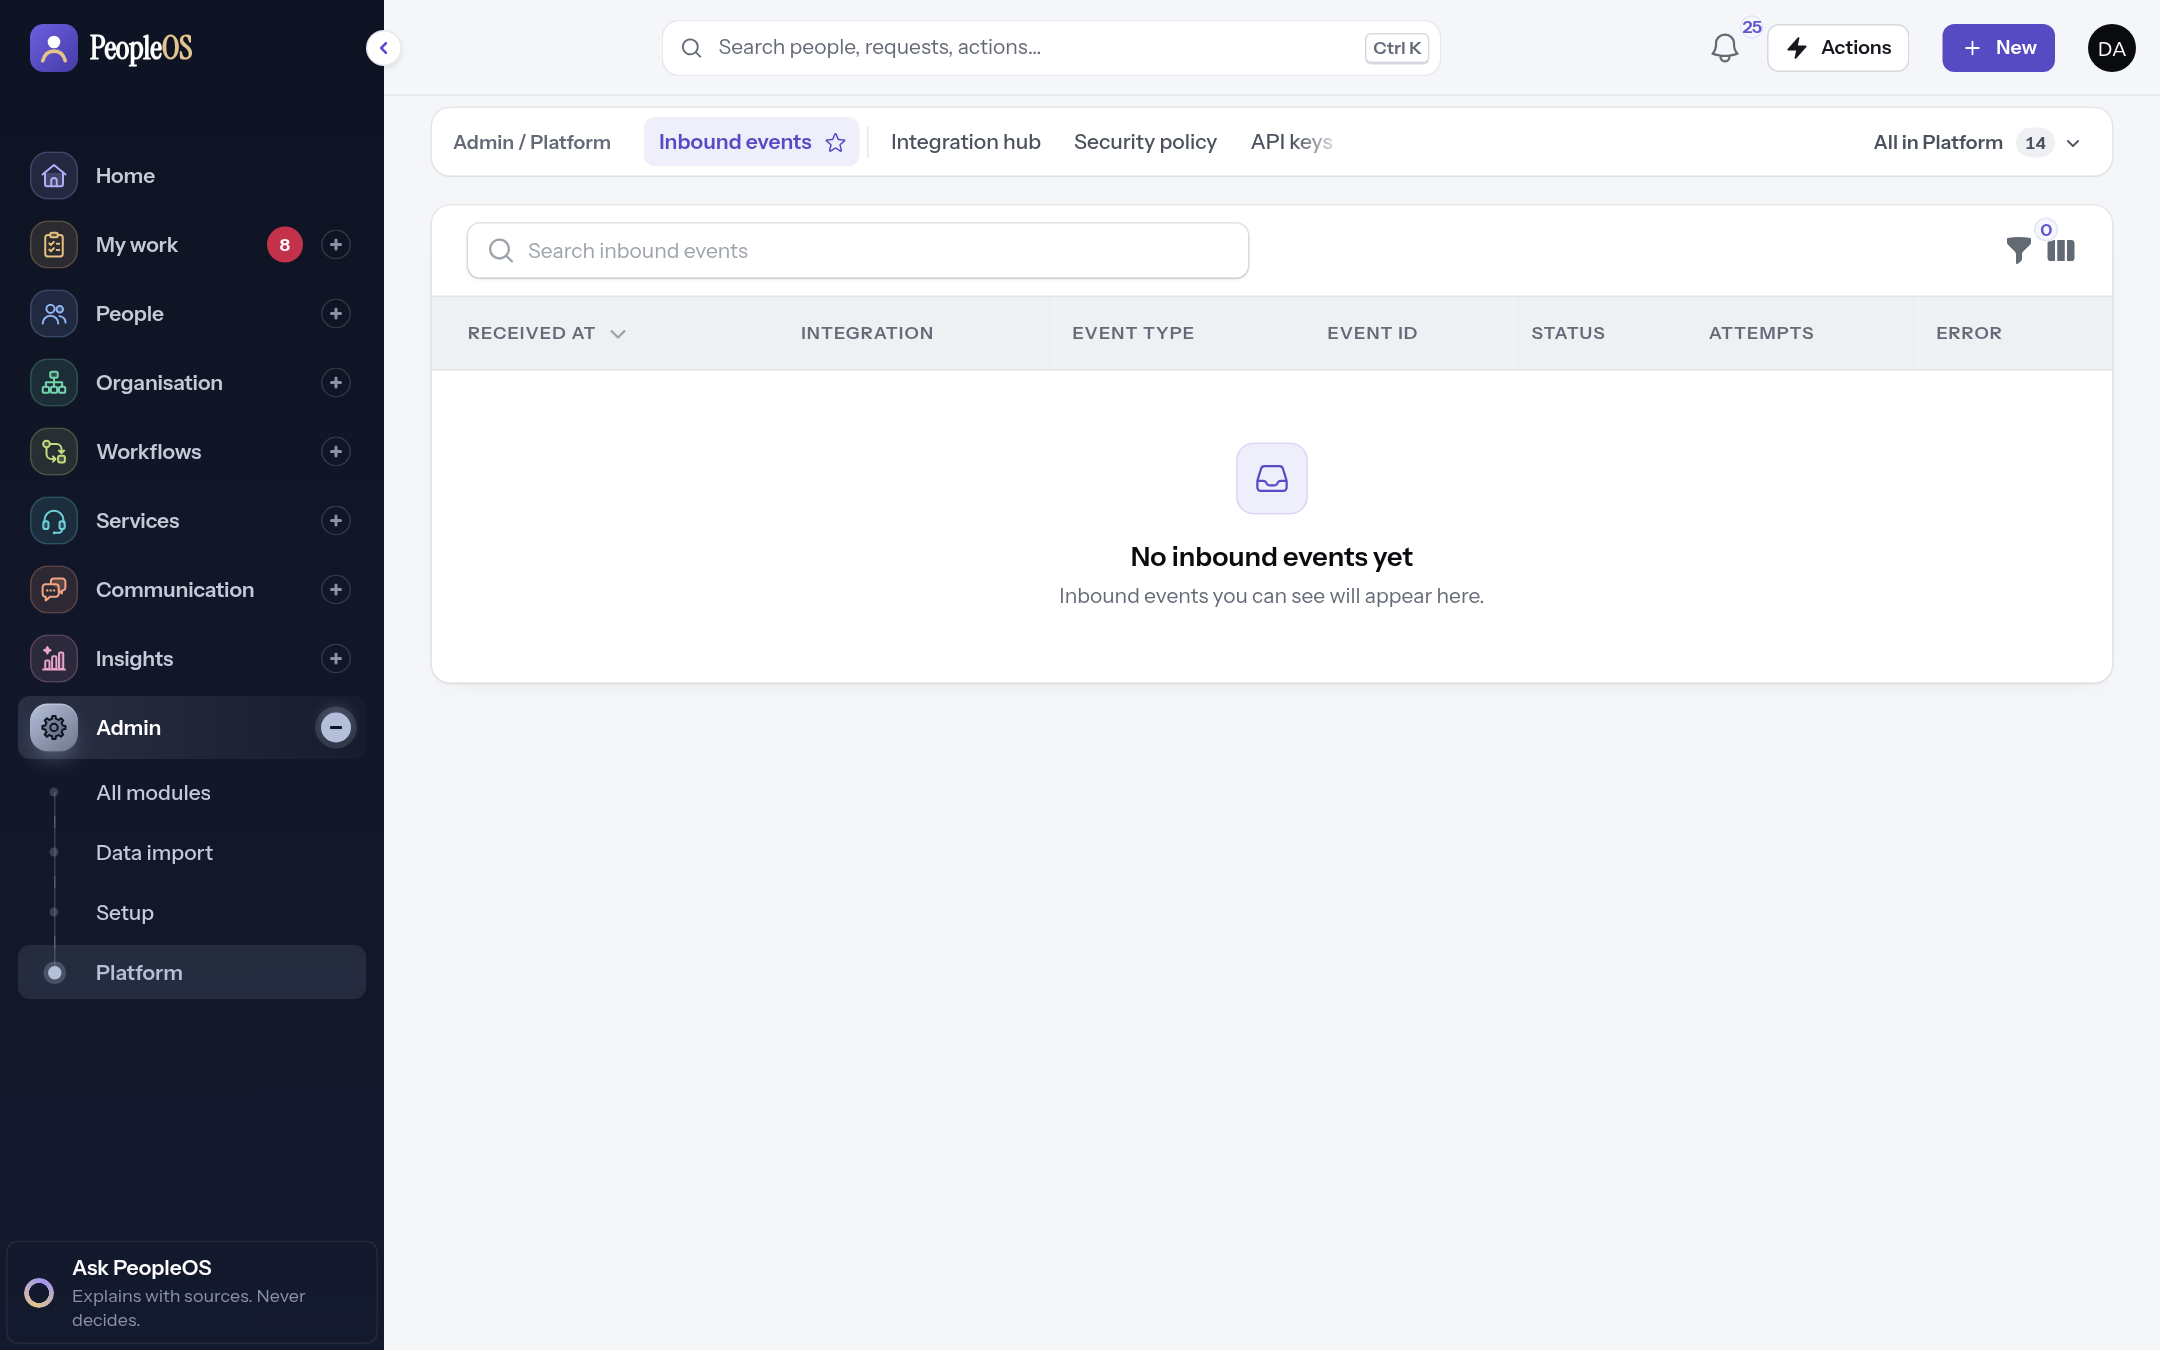 PeopleOS
Search people, requests, actions...
Ctrl K
25
Actions
New
DA
Home
My work
8
People
Organisation
Workflows
Services
Communication
Insights
Admin
All modules
Data import
Setup
Platform
Ask PeopleOS
Explains with sources. Never
decides.
Admin / Platform
Inbound events
Integration hub
Security policy
API keys
All in Platform
14
Search inbound events
0
RECEIVED AT
INTEGRATION
EVENT TYPE
EVENT ID
STATUS
ATTEMPTS
ERROR
No inbound events yet
Inbound events you can see will appear here.